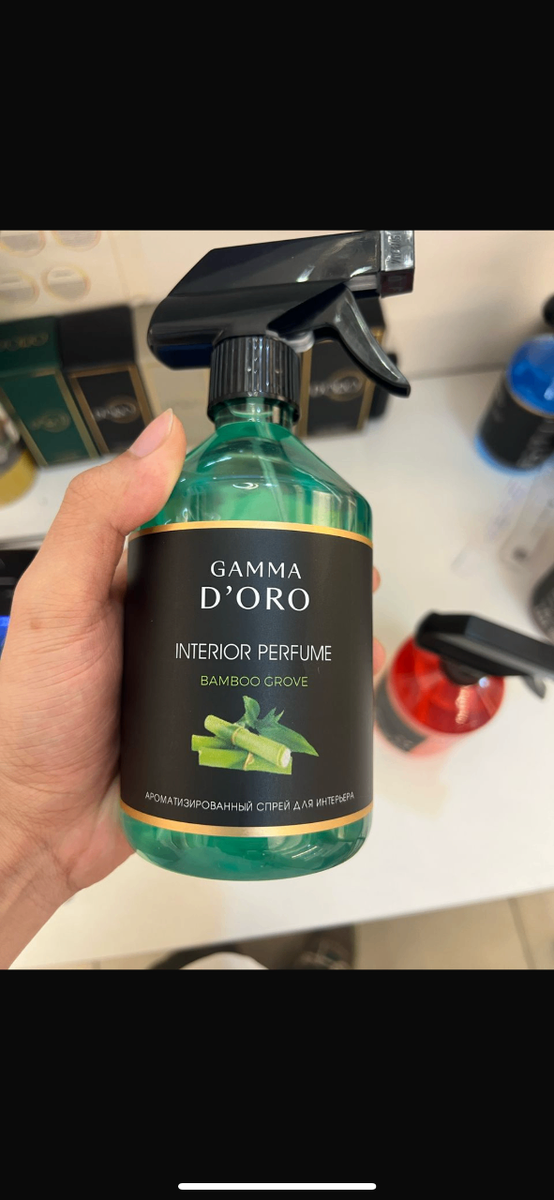 GAMMA
D'ORO
INTERIOR PERFUME
BAMBOO GROVE
АРОМАТИЗИРОВАННЫЙ СПРЕЙ ДЛЯ ИНТЕРЬЕРА